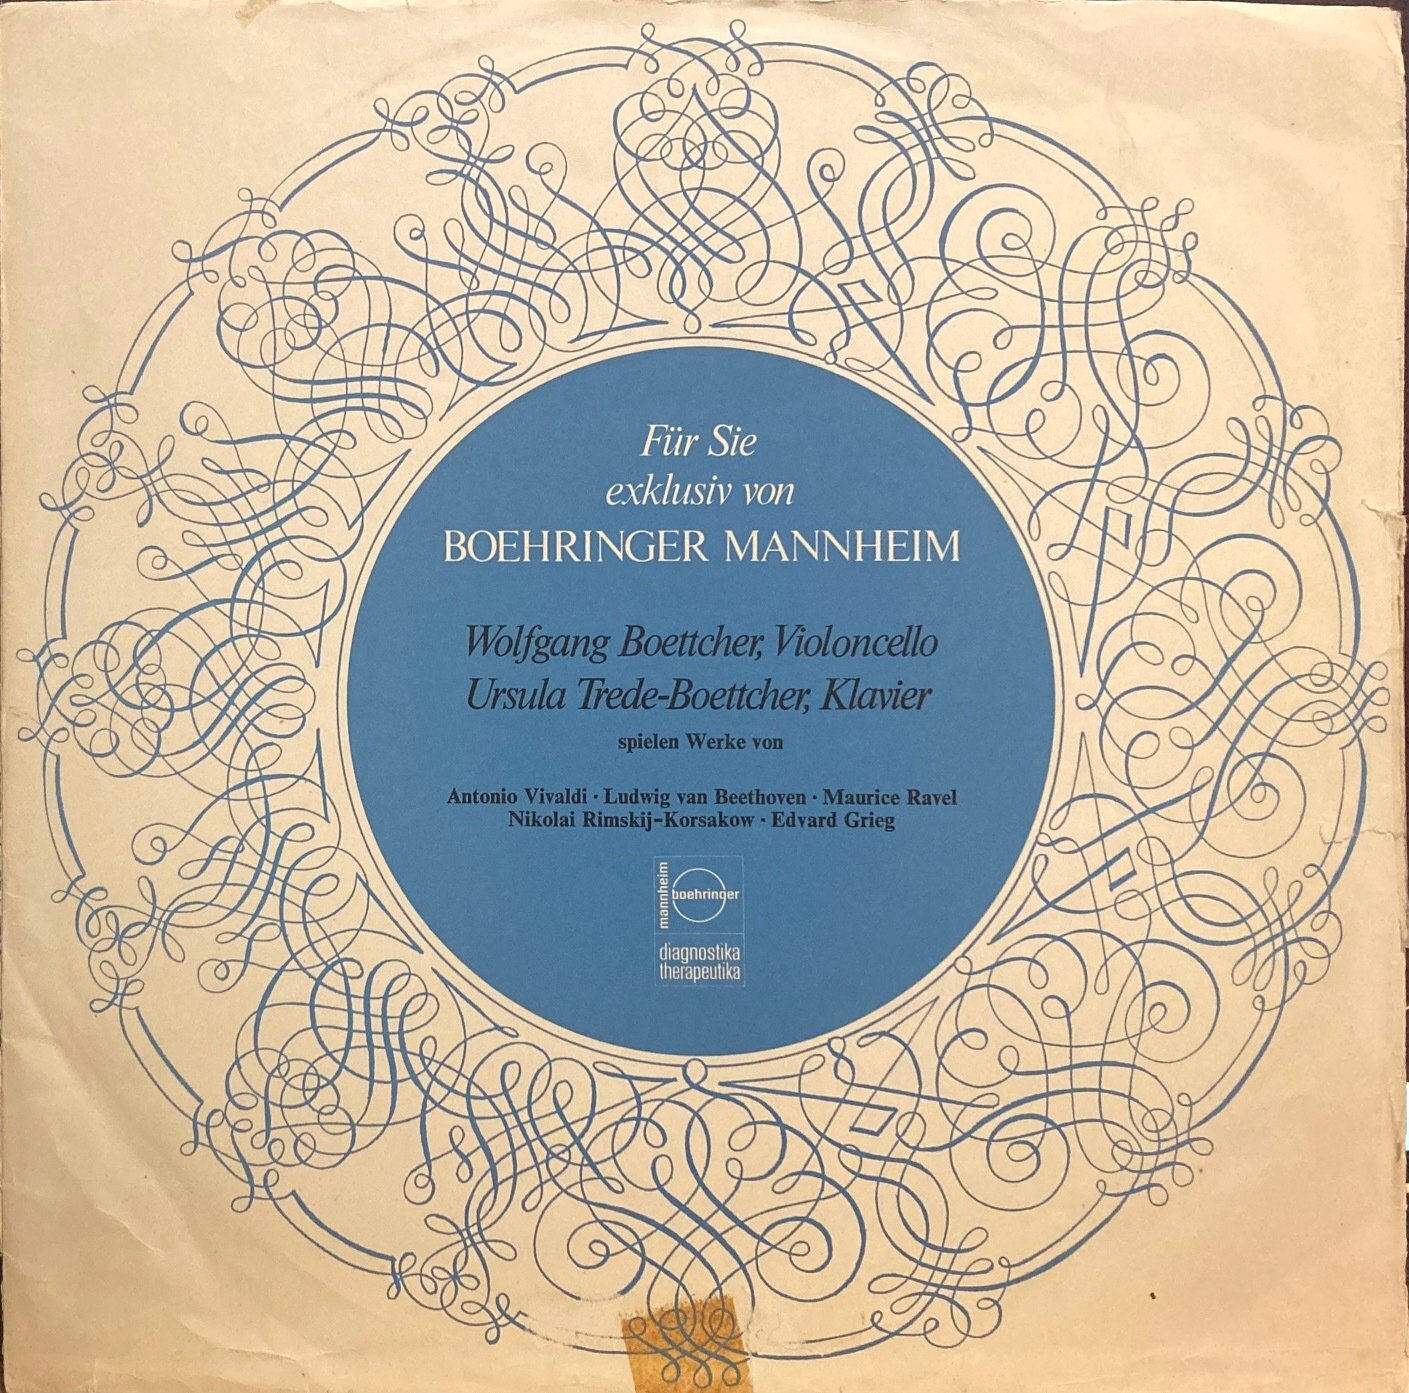 Für Sie
exklusiv von
BOEHRINGER MANNHEIM
Wolfgang Boettcher, Violoncello
Ursula Trede-Boettcher, Klavier
spielen Werke von
Antonio Vivaldi · Ludwig van Beethoven · Maurice Ravel
Nikolai Rimskij-Korsakow · Edvard Grieg
mannheim
boehringer
diagnostika
therapeutika